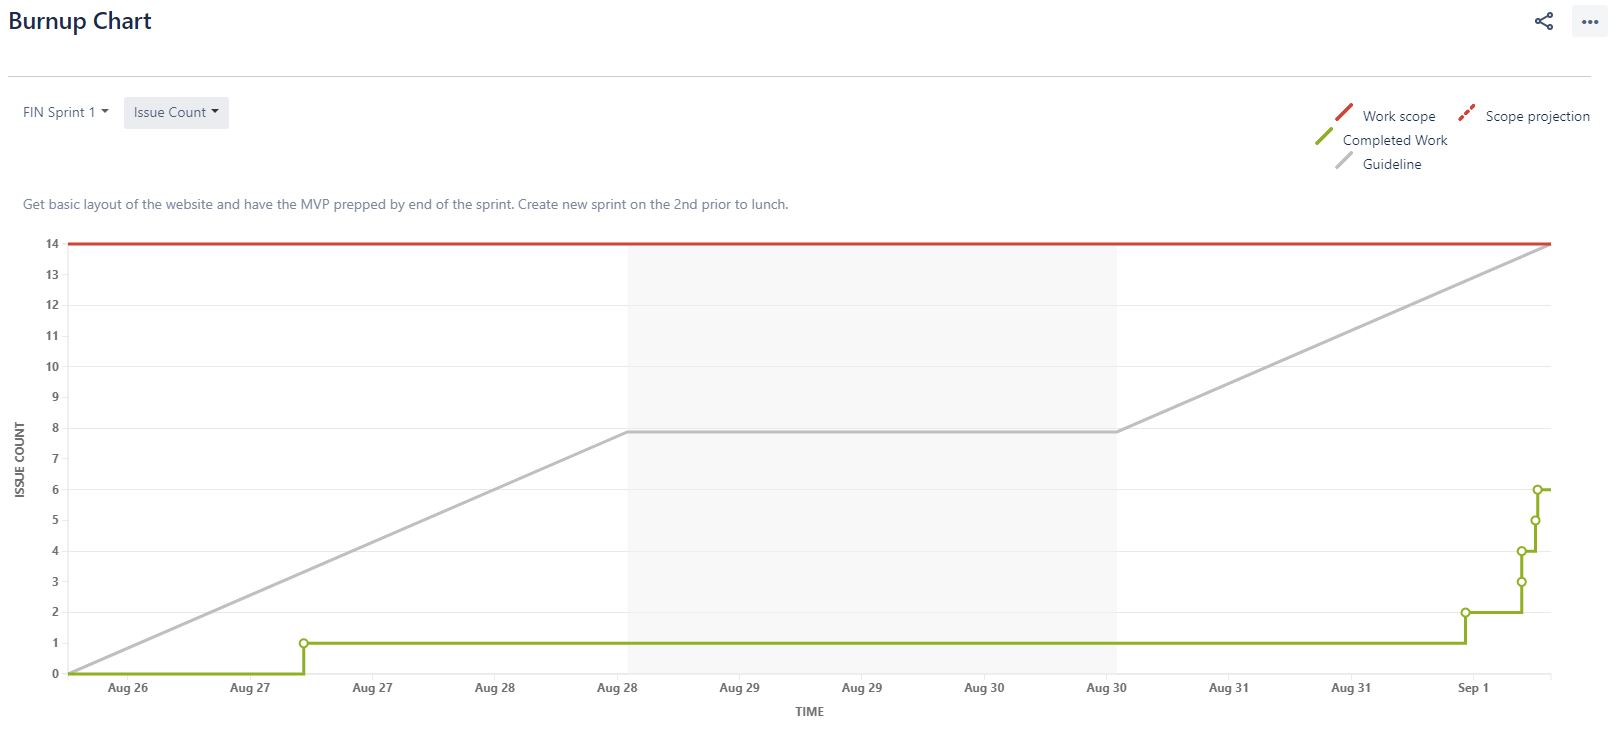 Burnup Chart
FIN Sprint 1
Issue Count
Work scope
Scope projection
Completed Work
Guideline
Get basic layout of the website and have the MVP prepped by end of the sprint. Create new sprint on the 2nd prior to lunch.
14
13
12
11
10
9
8
7
6
5
4
3
2
1
0
ISSUE COUNT
Aug 26 Aug 27 Aug 27 Aug 28 Aug 28 Aug 29 Aug 29 Aug 30 Aug 30 Aug 31 Aug 31 Sep 1
TIME